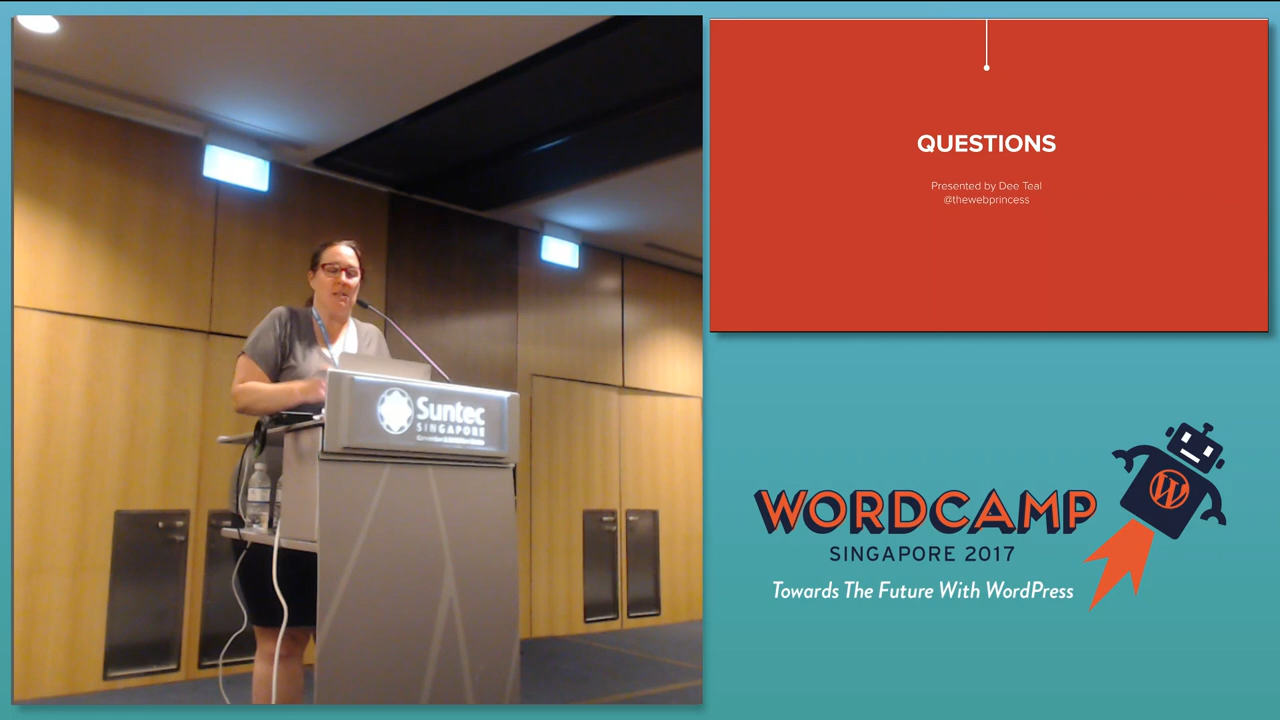 QUESTIONS
Presented by Dee Teal
@thewebprincess
Suntec
SINGAPORE
WORDCAMP
SINGAPORE 2017
Towards The Future With WordPress